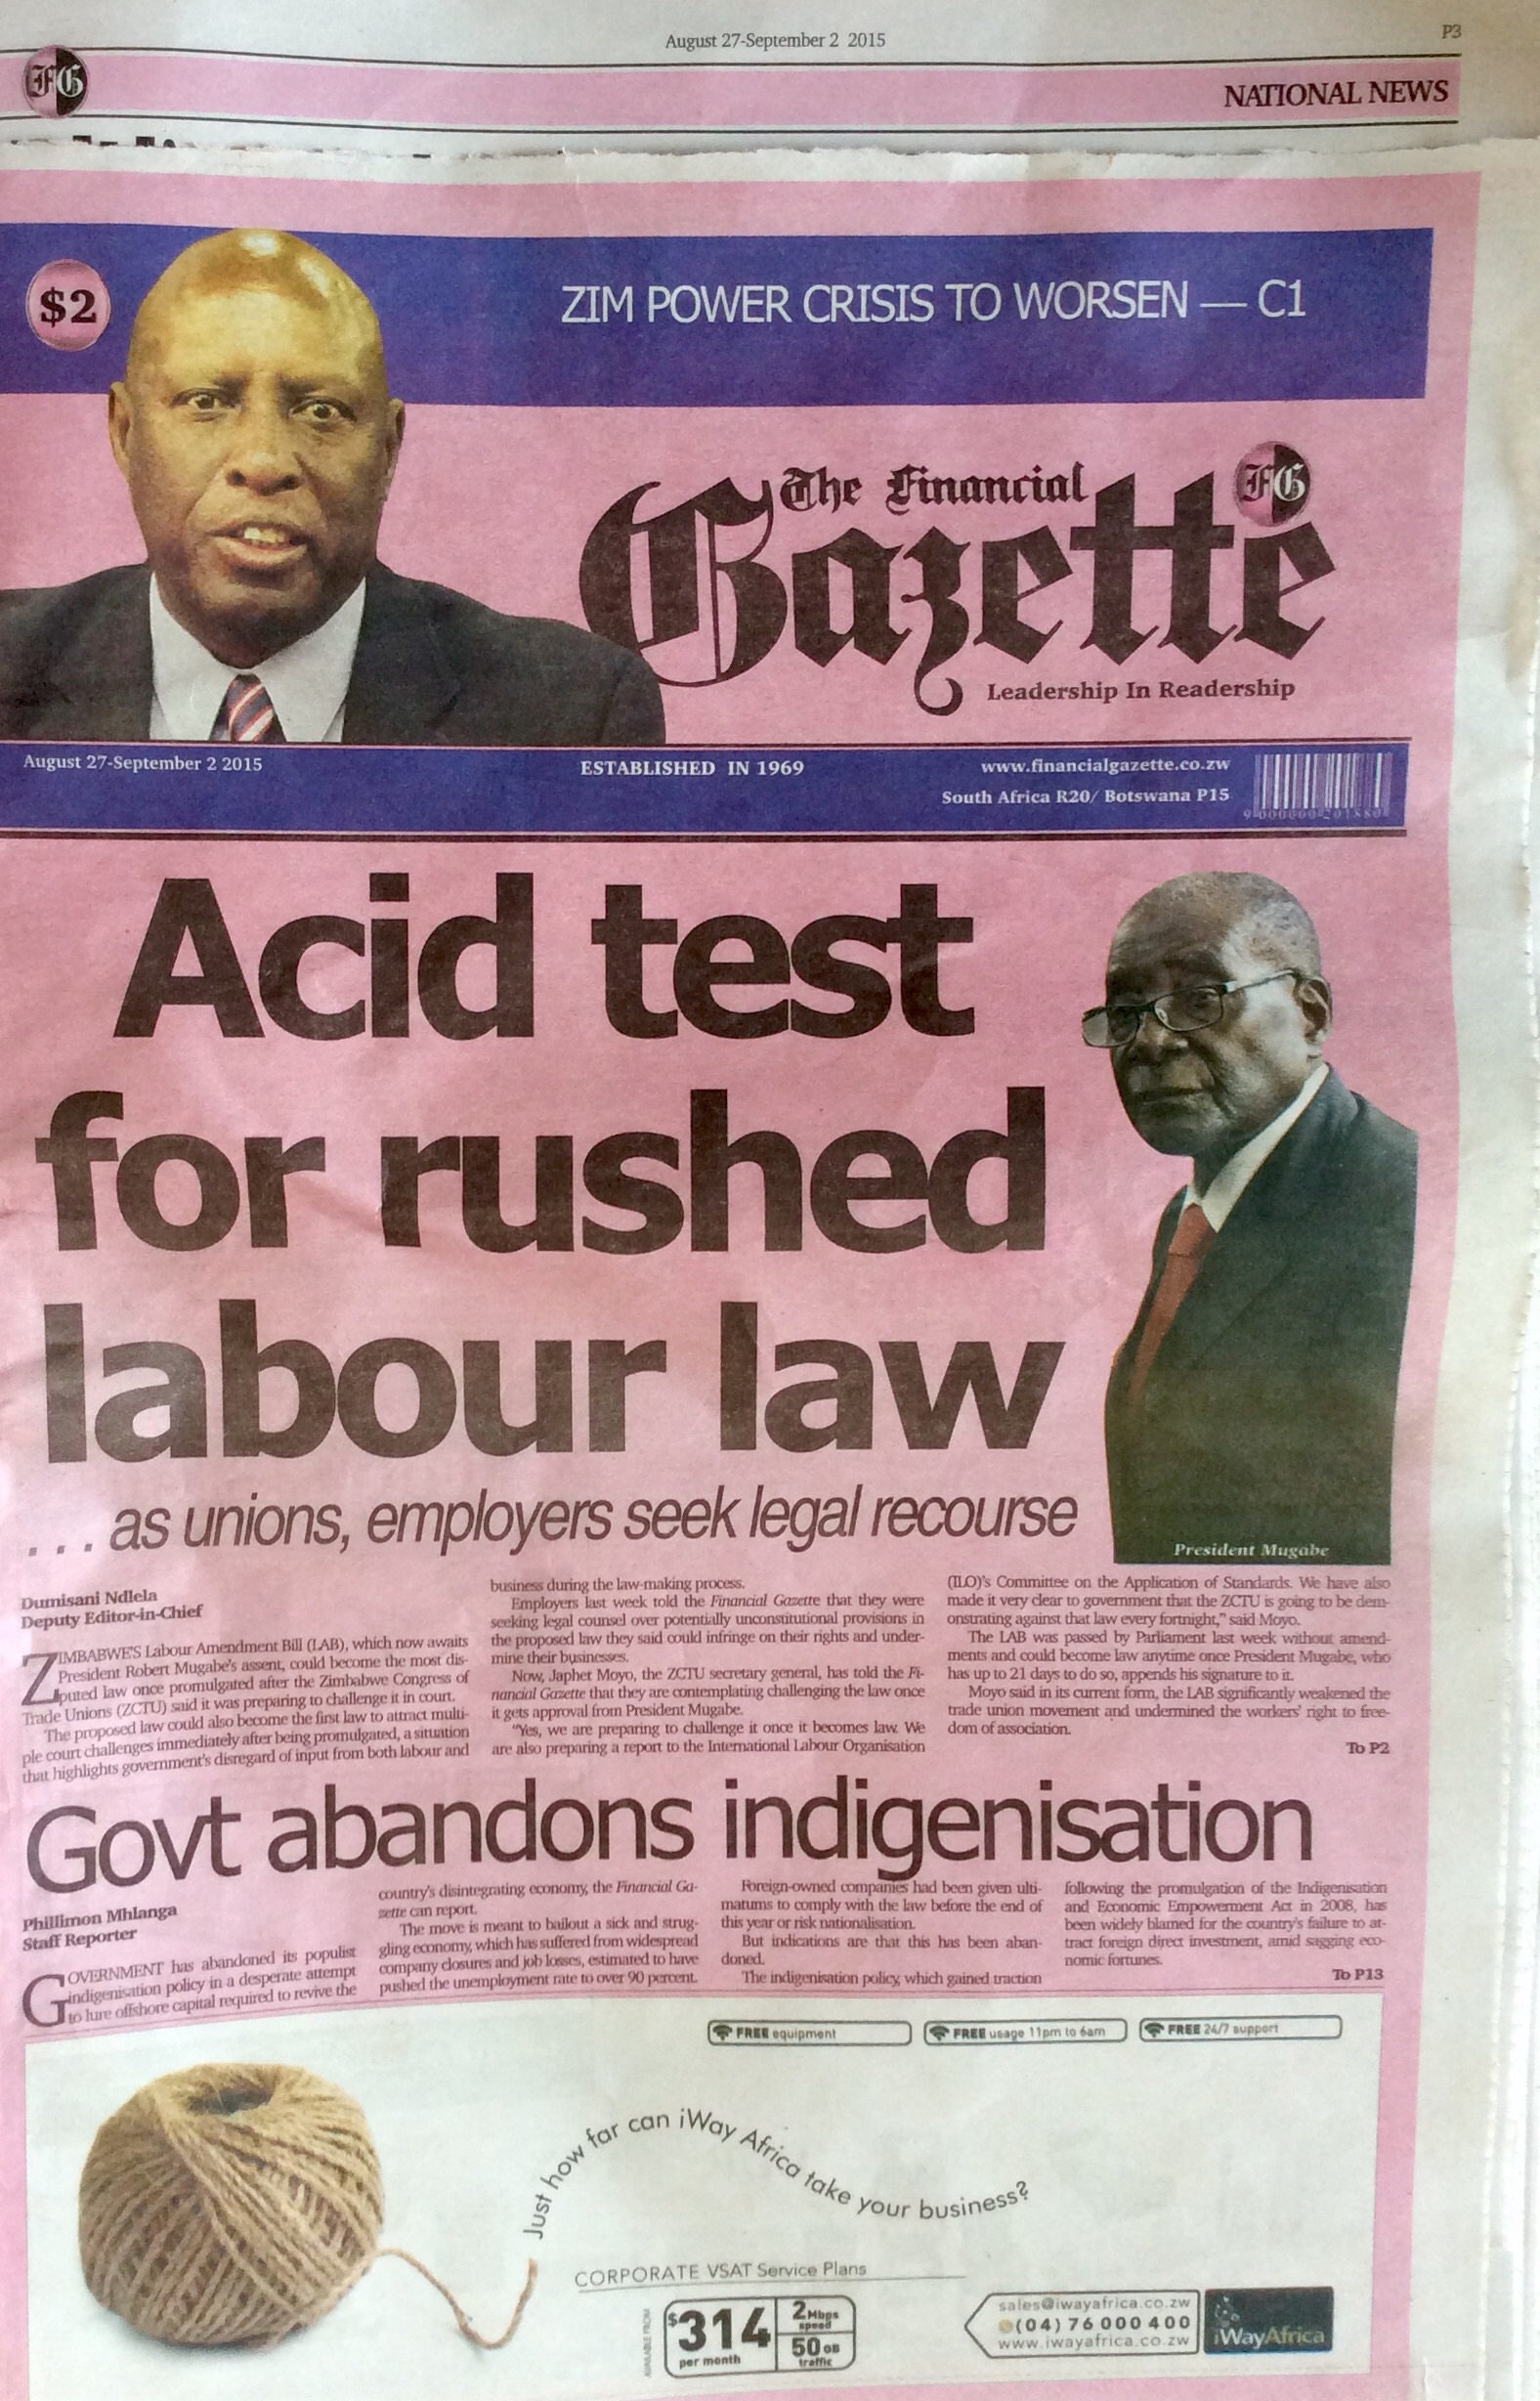 August 27-September 2 2015
P3
FG
NATIONAL NEWS
$2
ZIM POWER CRISIS TO WORSEN — C1
The Financial
Gazette
FG
Leadership In Readership
August 27-September 2 2015
ESTABLISHED IN 1969
www.financialgazette.co.zw
South Africa R20/ Botswana P15
Acid test
for rushed
labour law
. . . as unions, employers seek legal recourse
President Mugabe
Dumisani Ndlela
Deputy Editor-in-Chief
ZIMBABWE'S Labour Amendment Bill (LAB), which now awaits
President Robert Mugabe's assent, could become the most dis-
puted law once promulgated after the Zimbabwe Congress of
Trade Unions (ZCTU) said it was preparing to challenge it in court.
The proposed law could also become the first law to attract multi-
ple court challenges immediately after being promulgated, a situation
that highlights government's disregard of input from both labour and
business during the law-making process.
Employers last week told the Financial Gazette that they were
seeking legal counsel over potentially unconstitutional provisions in
the proposed law they said could infringe on their rights and under-
mine their businesses.
Now, Japhet Moyo, the ZCTU secretary general, has told the Fi-
nancial Gazette that they are contemplating challenging the law once
it gets approval from President Mugabe.
"Yes, we are preparing to challenge it once it becomes law. We
are also preparing a report to the International Labour Organisation
(ILO)'s Committee on the Application of Standards. We have also
made it very clear to government that the ZCTU is going to be dem-
onstrating against that law every fortnight," said Moyo.
The LAB was passed by Parliament last week without amend-
ments and could become law anytime once President Mugabe, who
has up to 21 days to do so, appends his signature to it.
Moyo said in its current form, the LAB significantly weakened the
trade union movement and undermined the workers' right to free-
dom of association.
To P2
Govt abandons indigenisation
Phillimon Mhlanga
Staff Reporter
GOVERNMENT has abandoned its populist
indigenisation policy in a desperate attempt
to lure offshore capital required to revive the
country's disintegrating economy, the Financial Ga-
zette can report.
The move is meant to bailout a sick and strug-
gling economy, which has suffered from widespread
company closures and job losses, estimated to have
pushed the unemployment rate to over 90 percent.
Foreign-owned companies had been given ulti-
matums to comply with the law before the end of
this year or risk nationalisation.
But indications are that this has been aban-
doned.
The indigenisation policy, which gained traction
following the promulgation of the Indigenisation
and Economic Empowerment Act in 2008, has
been widely blamed for the country's failure to at-
tract foreign direct investment, amid sagging eco-
nomic fortunes.
To P13
FREE equipment
FREE usage 11pm to 6am
FREE 24/7 support
Just how far can iWay Africa take your business?
CORPORATE VSAT Service Plans
AVAILABLE FROM
$314
per month
2Mbps
speed
50GB
traffic
sales@iwayafrica.co.zw
(04) 76 000 400
www.iwayafrica.co.zw
iWayAfrica